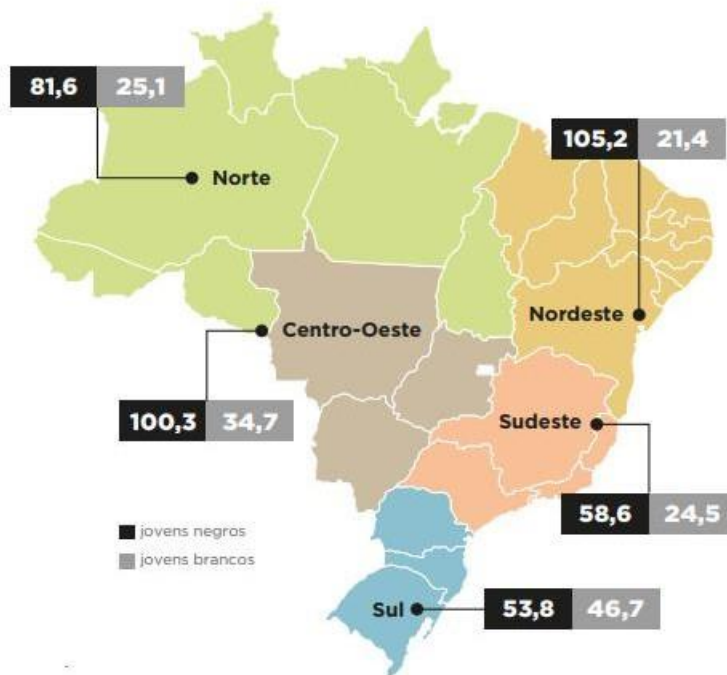 81,6 25,1
105,2 21,4
Norte
Nordeste
Centro-Oeste
100,3 34,7
Sudeste
58,6 24,5
jovens negros
jovens brancos
53,8 46,7
Sul